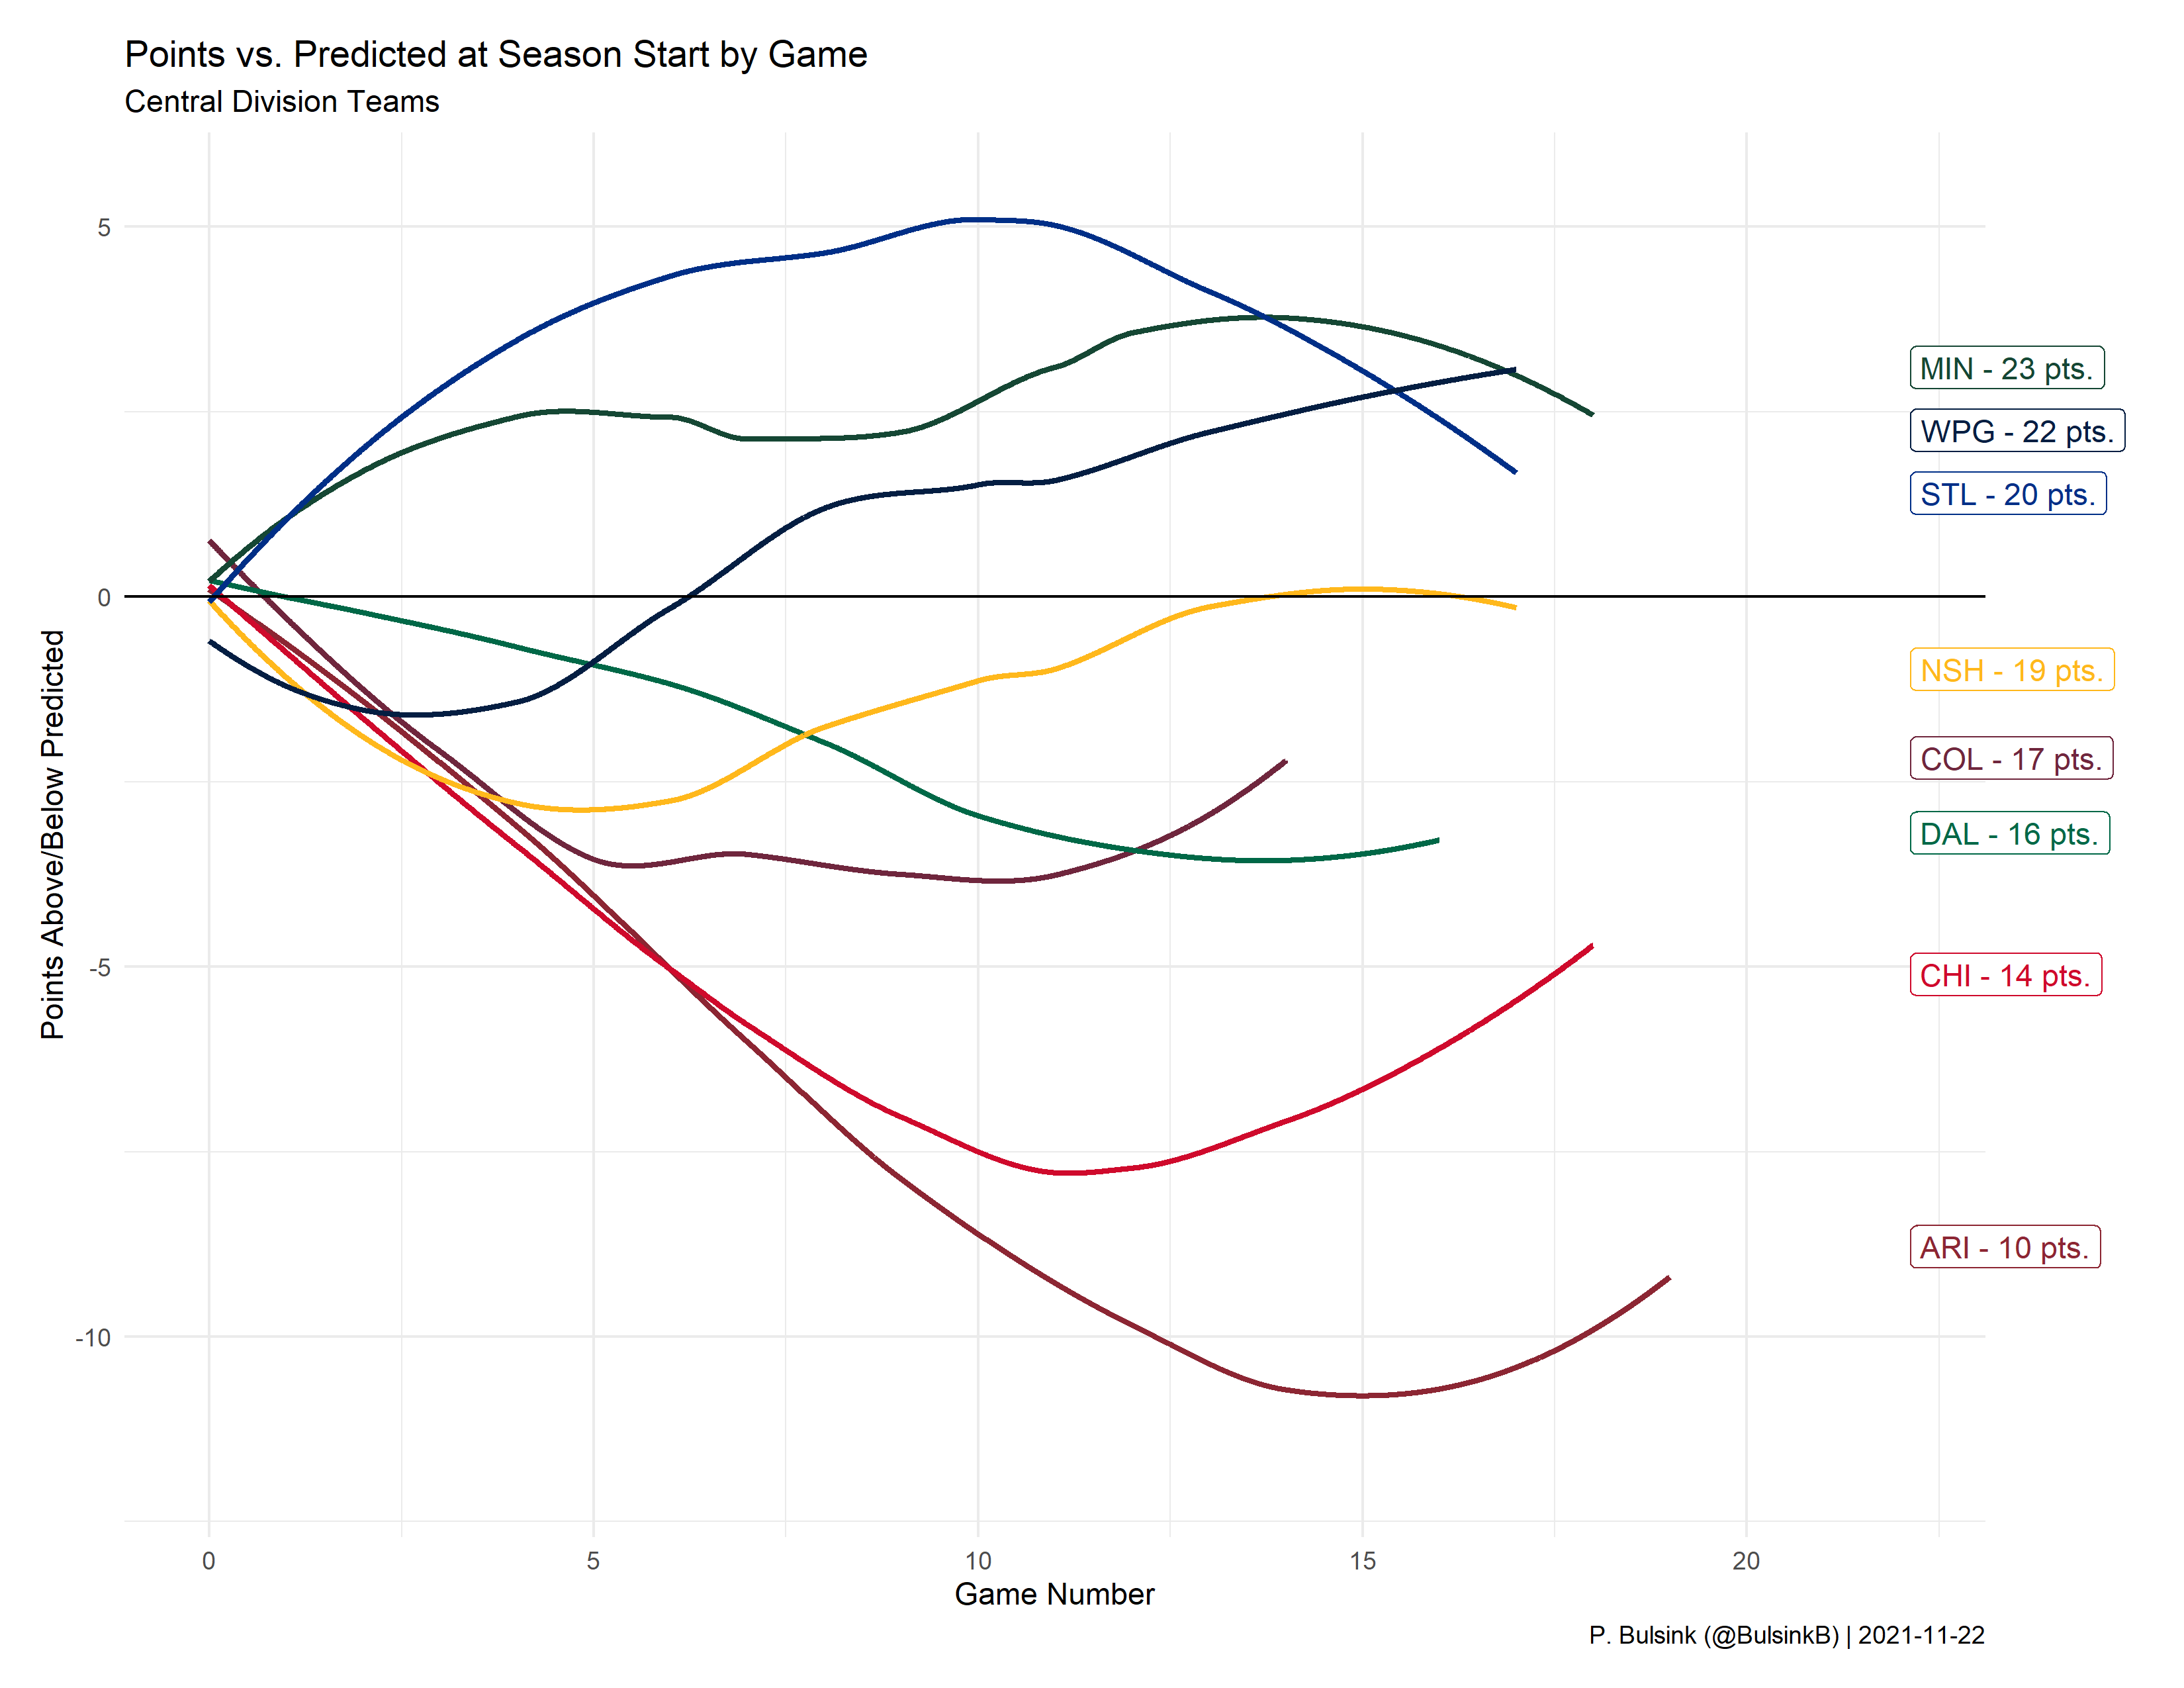 Points vs. Predicted at Season Start by Game
Central Division Teams
Points Above/Below Predicted
5
0
-5
-10
MIN - 23 pts.
WPG - 22 pts.
STL - 20 pts.
NSH - 19 pts.
COL - 17 pts.
DAL - 16 pts.
CHI - 14 pts.
ARI - 10 pts.
0 5 10 15 20
Game Number
P. Bulsink (@BulsinkB) | 2021-11-22